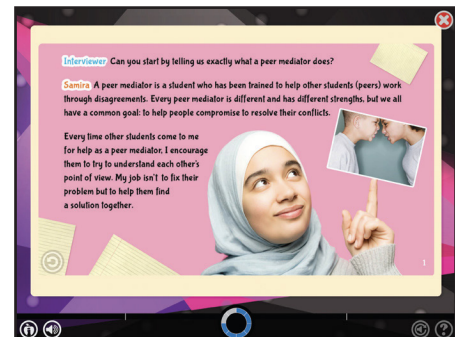 Interviewer Can you start by telling us exactly what a peer mediator does?
Samira A peer mediator is a student who has been trained to help other students (peers) work
through disagreements. Every peer mediator is different and has different strengths, but we all
have a common goal: to help people compromise to resolve their conflicts.
Every time other students come to me
for help as a peer mediator, I encourage
them to try to understand each other's
point of view. My job isn't to fix their
problem but to help them find
a solution together.
1